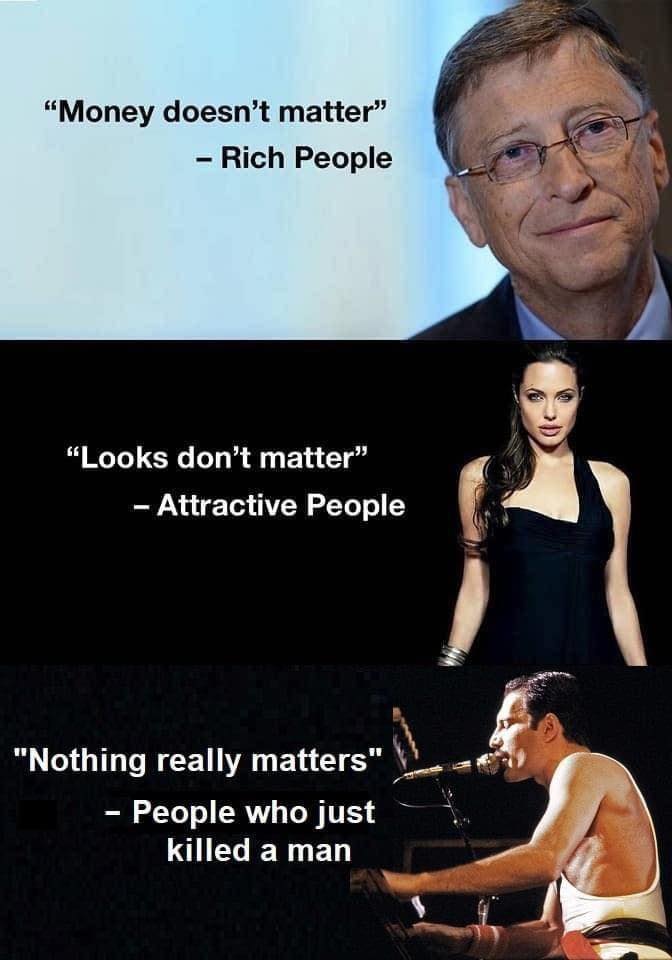 “Money doesn’t matter”
– Rich People
“Looks don’t matter”
– Attractive People
"Nothing really matters"
– People who just
killed a man